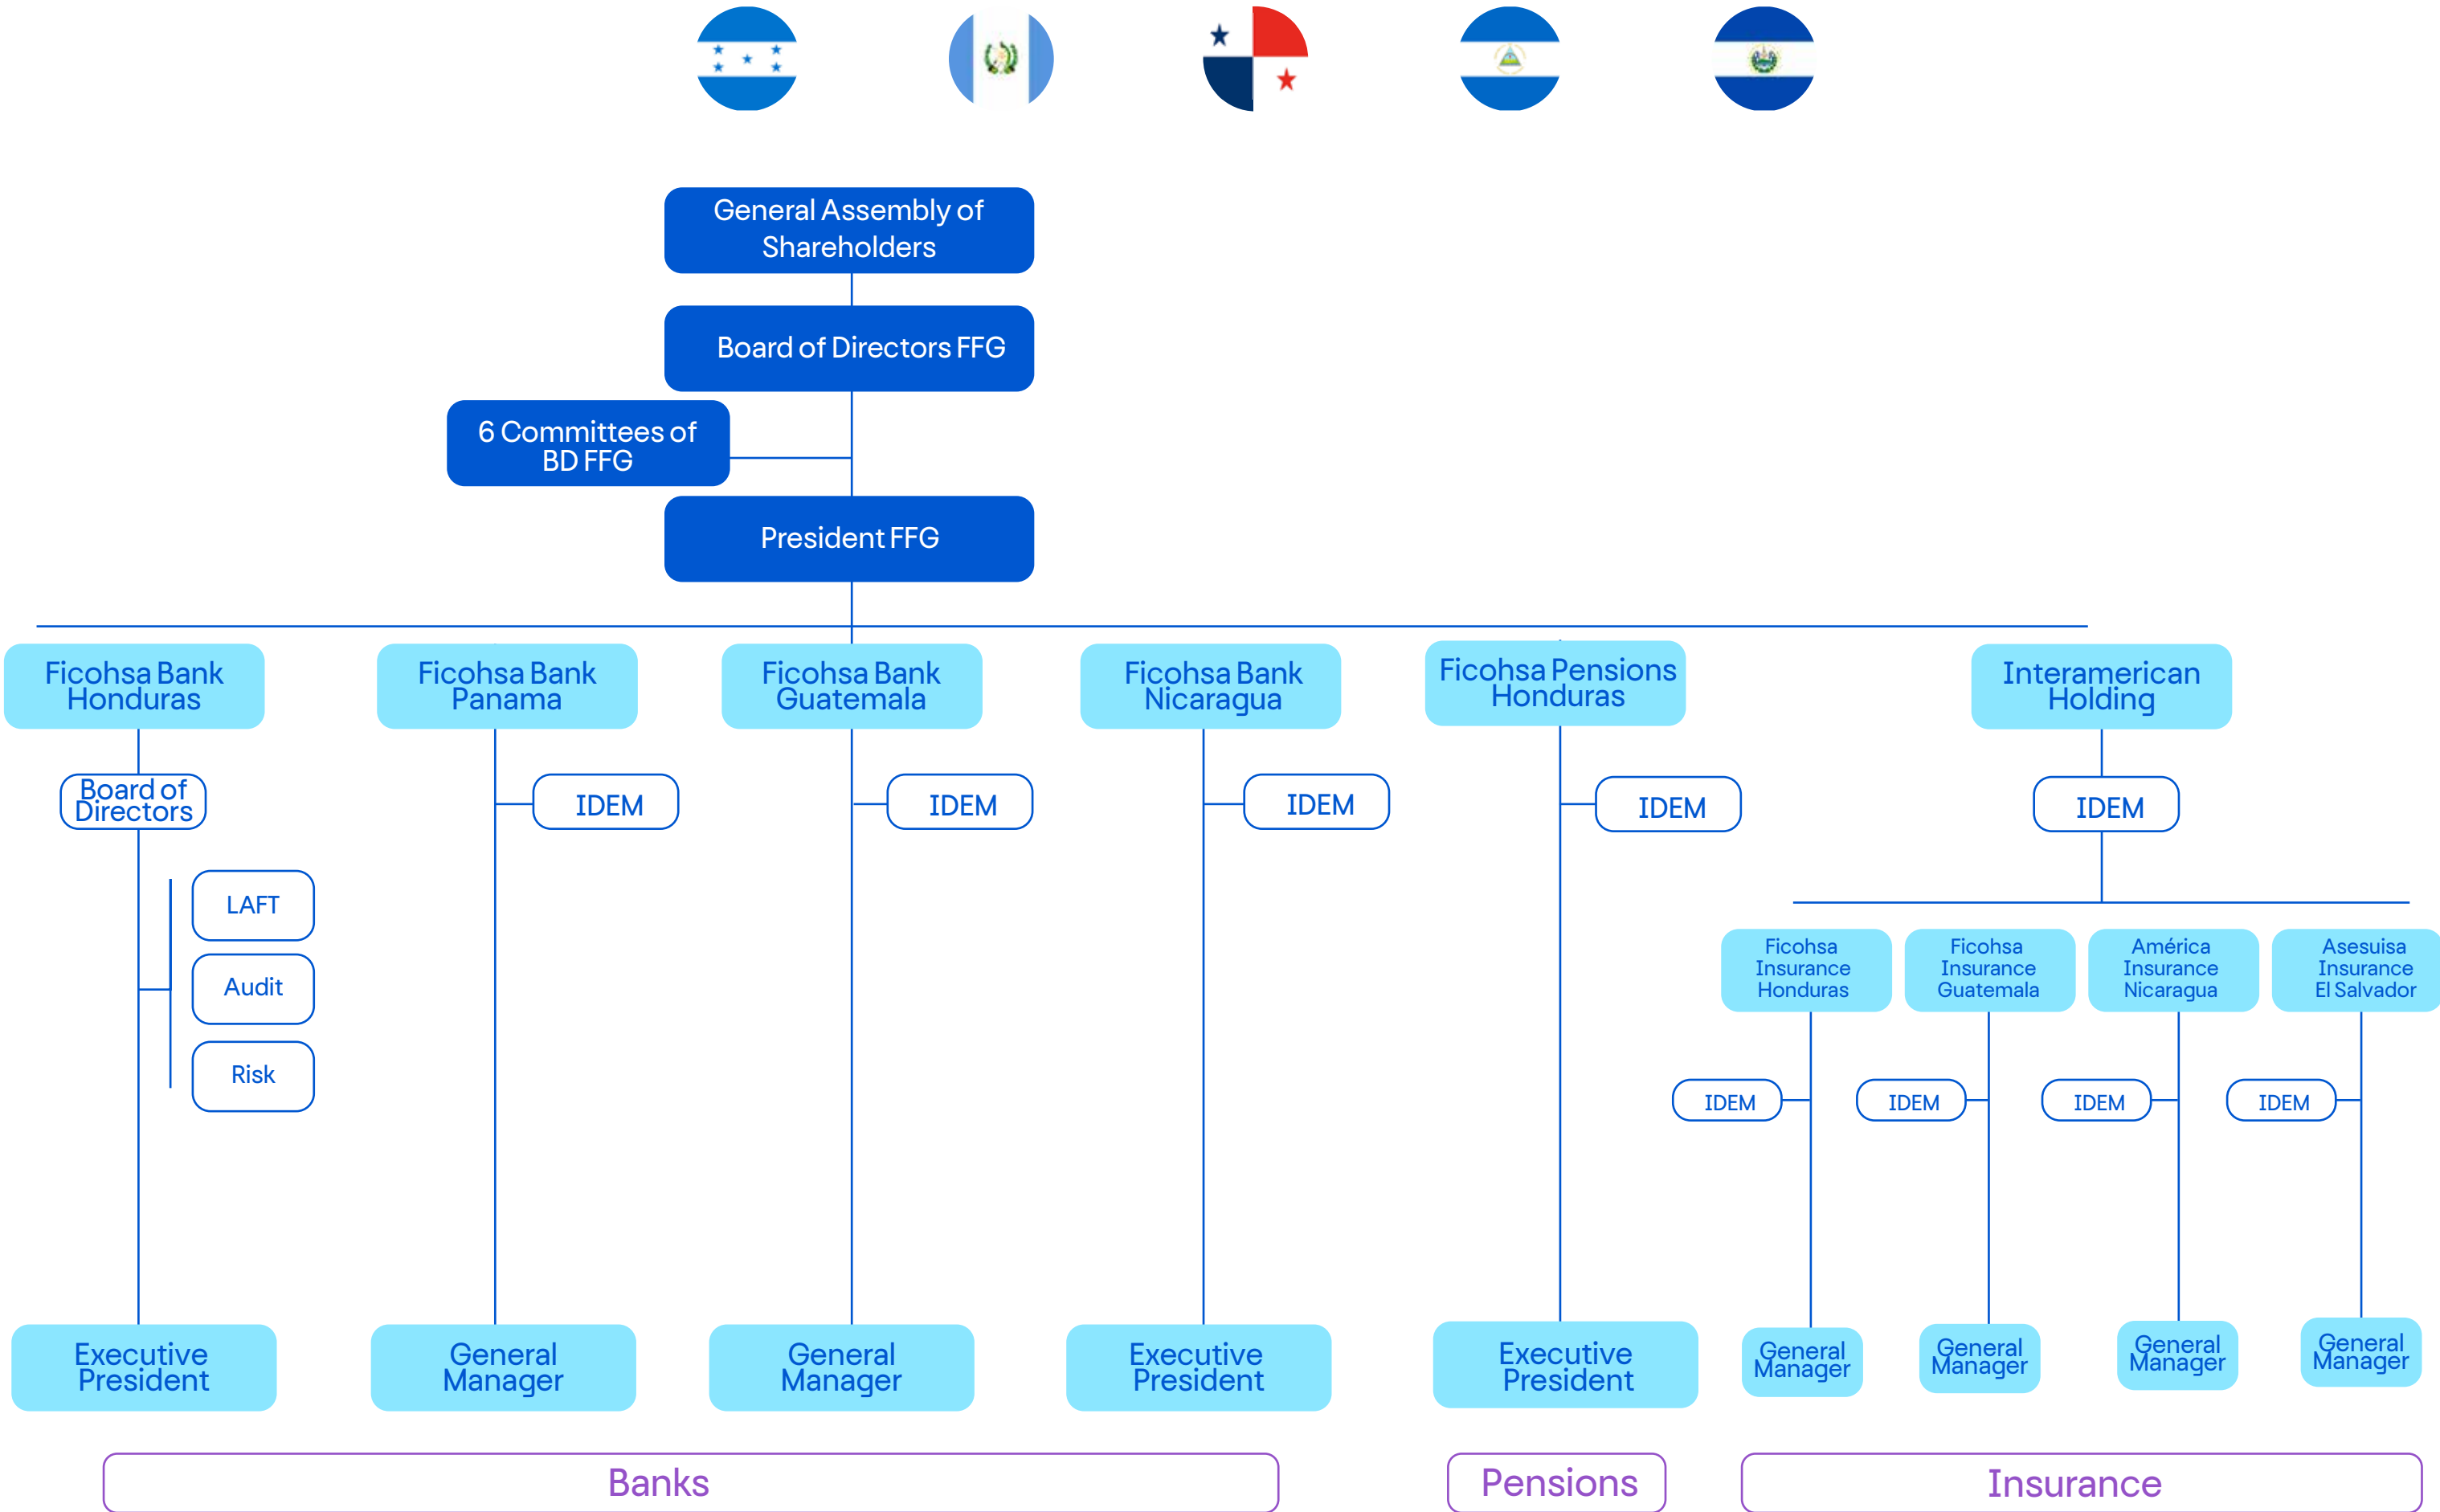 General Assembly of
Shareholders
Board of Directors FFG
6 Committees of
BD FFG
President FFG
Ficohsa Bank
Honduras
Ficohsa Bank
Panama
Ficohsa Bank
Guatemala
Ficohsa Bank
Nicaragua
Ficohsa Pensions
Honduras
Interamerican
Holding
Board of
Directors
IDEM
IDEM
IDEM
IDEM
IDEM
LAFT
Audit
Risk
Ficohsa
Insurance
Honduras
Ficohsa
Insurance
Guatemala
América
Insurance
Nicaragua
Asesuisa
Insurance
El Salvador
IDEM
IDEM
IDEM
IDEM
Executive
President
General
Manager
General
Manager
Executive
President
Executive
President
General
Manager
General
Manager
General
Manager
General
Manager
Banks
Pensions
Insurance